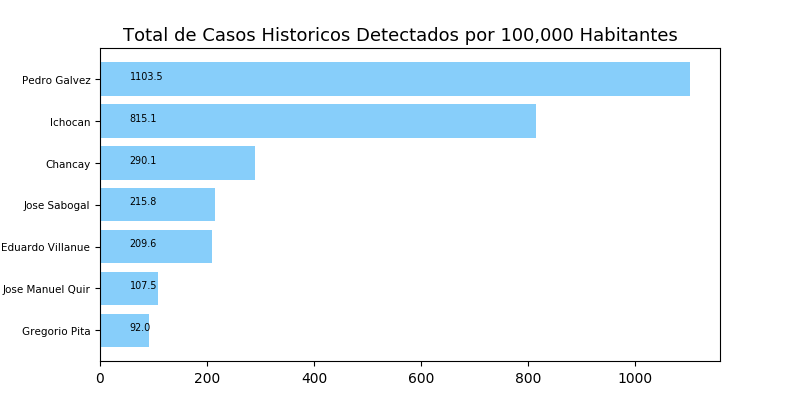 Total de Casos Historicos Detectados por 100,000 Habitantes
Pedro Galvez 1103.5
Ichocan 815.1
Chancay 290.1
Jose Sabogal 215.8
Eduardo Villanue 209.6
Jose Manuel Quir 107.5
Gregorio Pita 92.0
0 200 400 600 800 1000